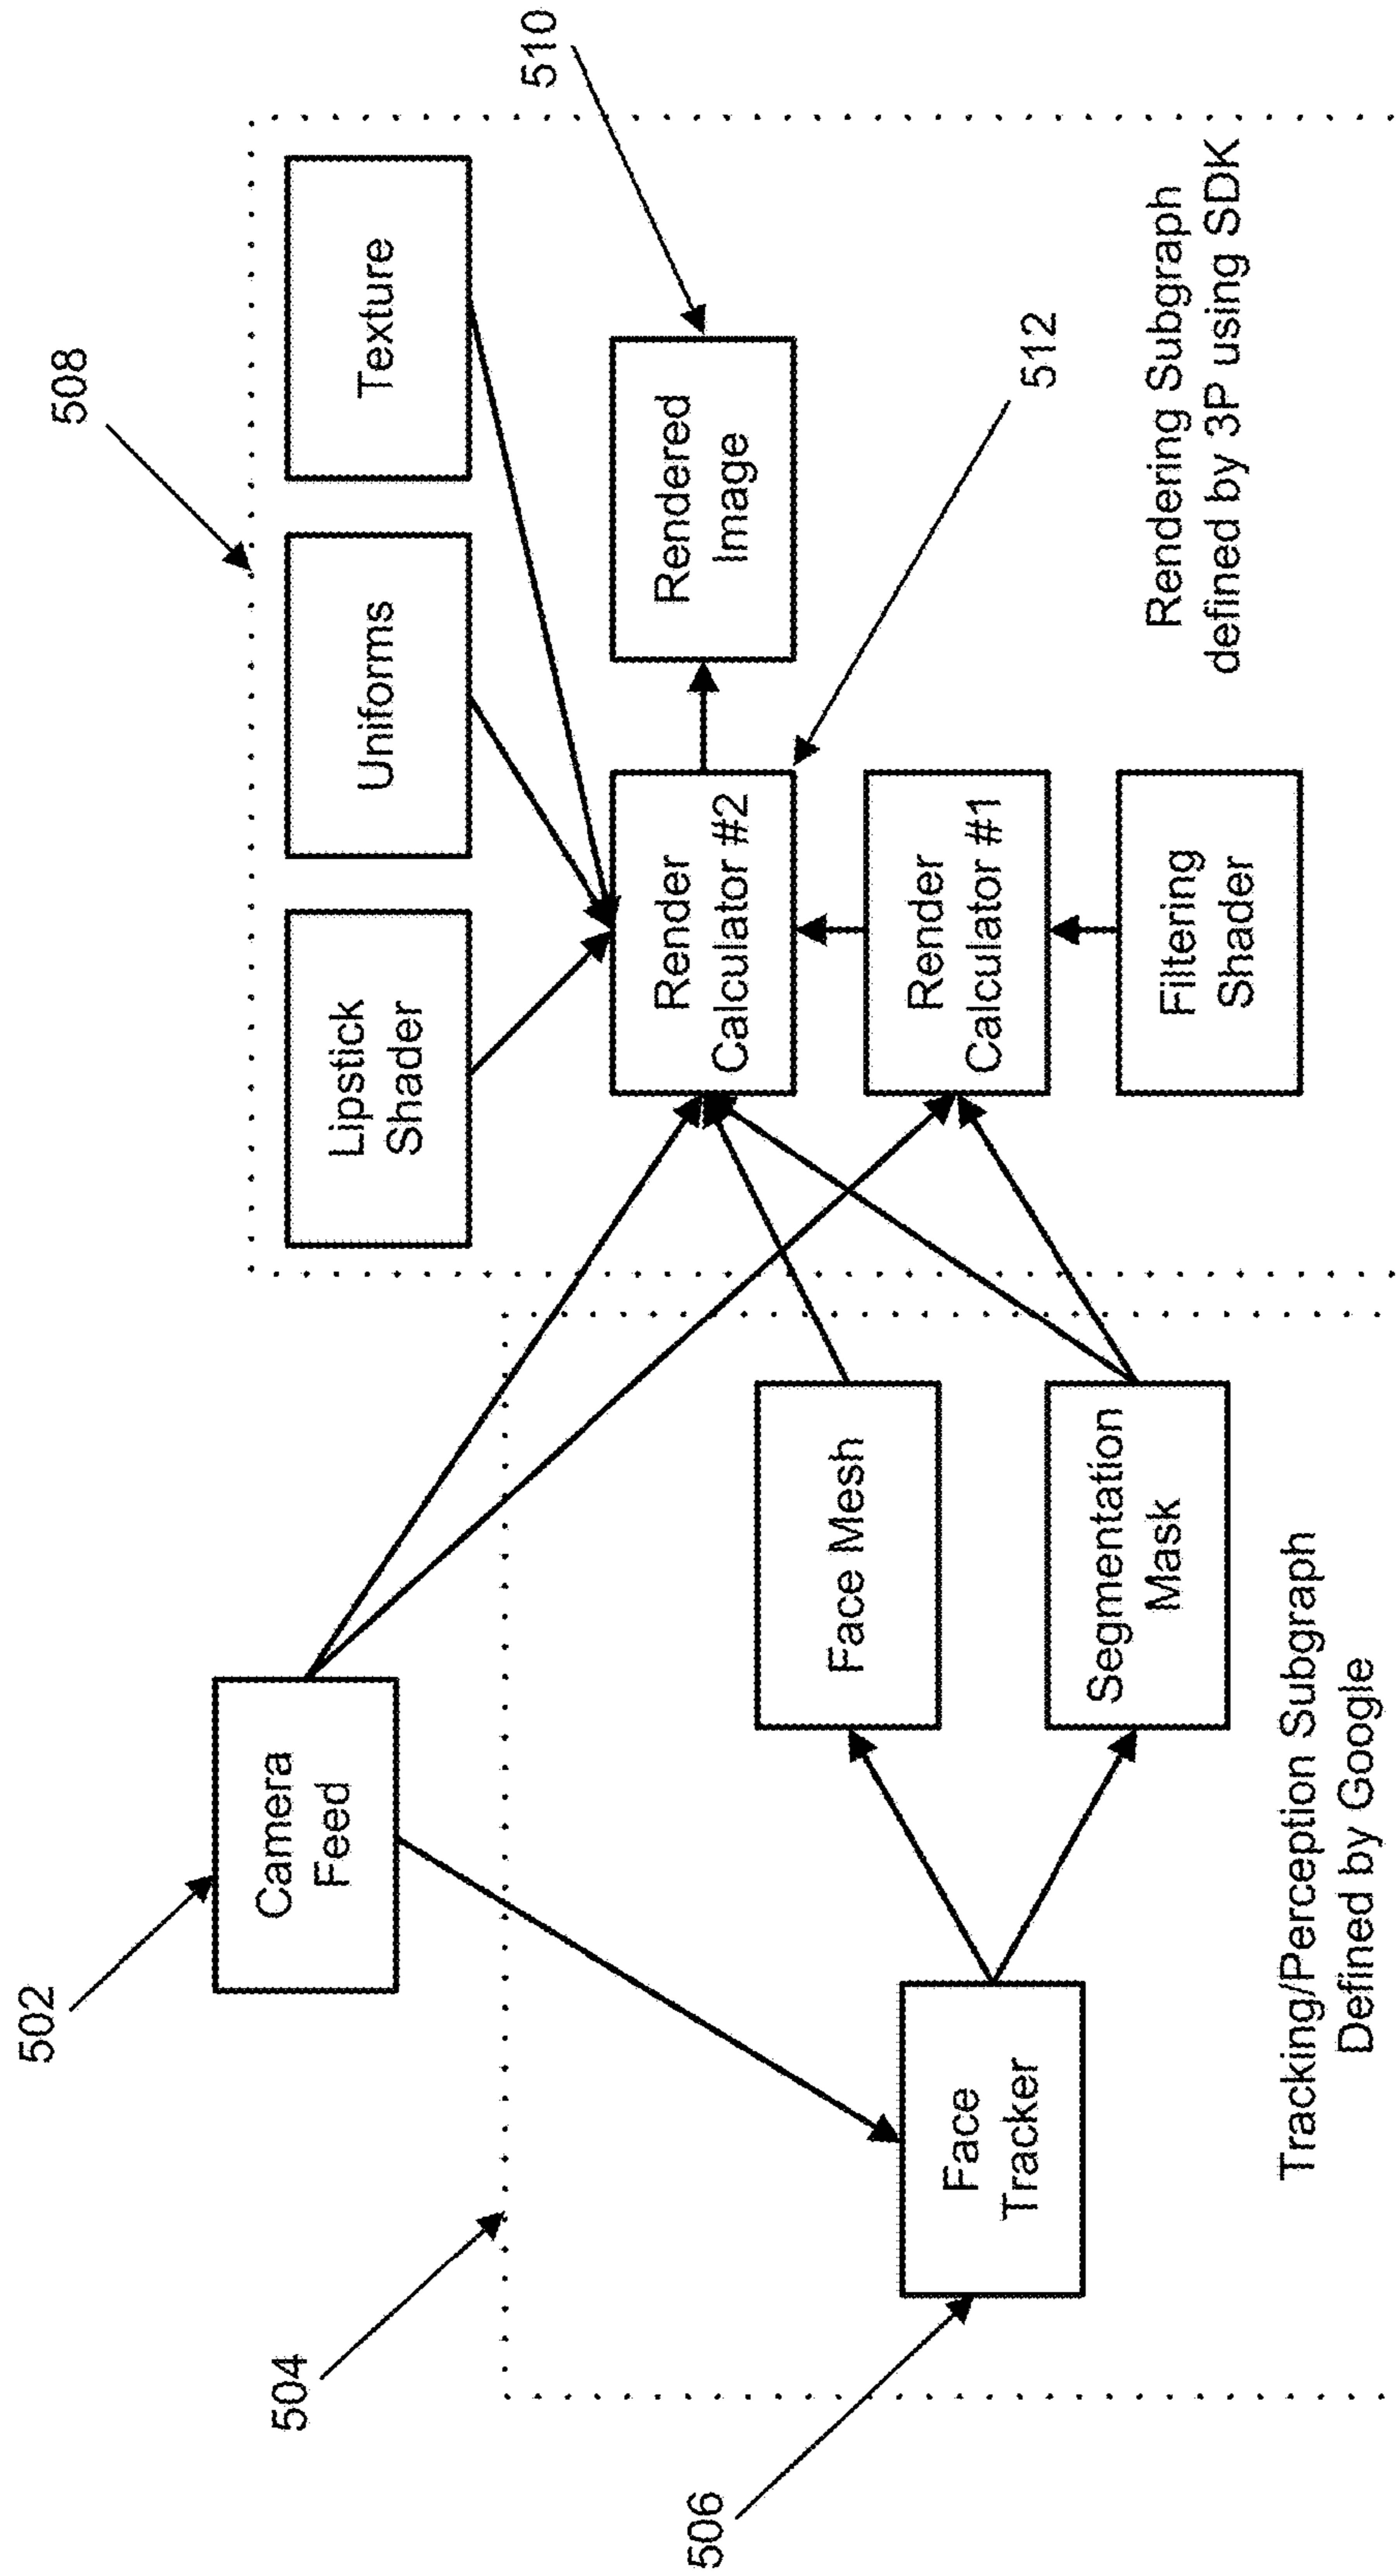 502
Camera
Feed
504
506
Face
Tracker
Face Mesh
Segmentation
Mask
Tracking/Perception Subgraph
Defined by Google
508
Lipstick
Shader
Uniforms
Texture
Render
Calculator #2
Rendered
Image
510
512
Render
Calculator #1
Filtering
Shader
Rendering Subgraph
defined by 3P using SDK